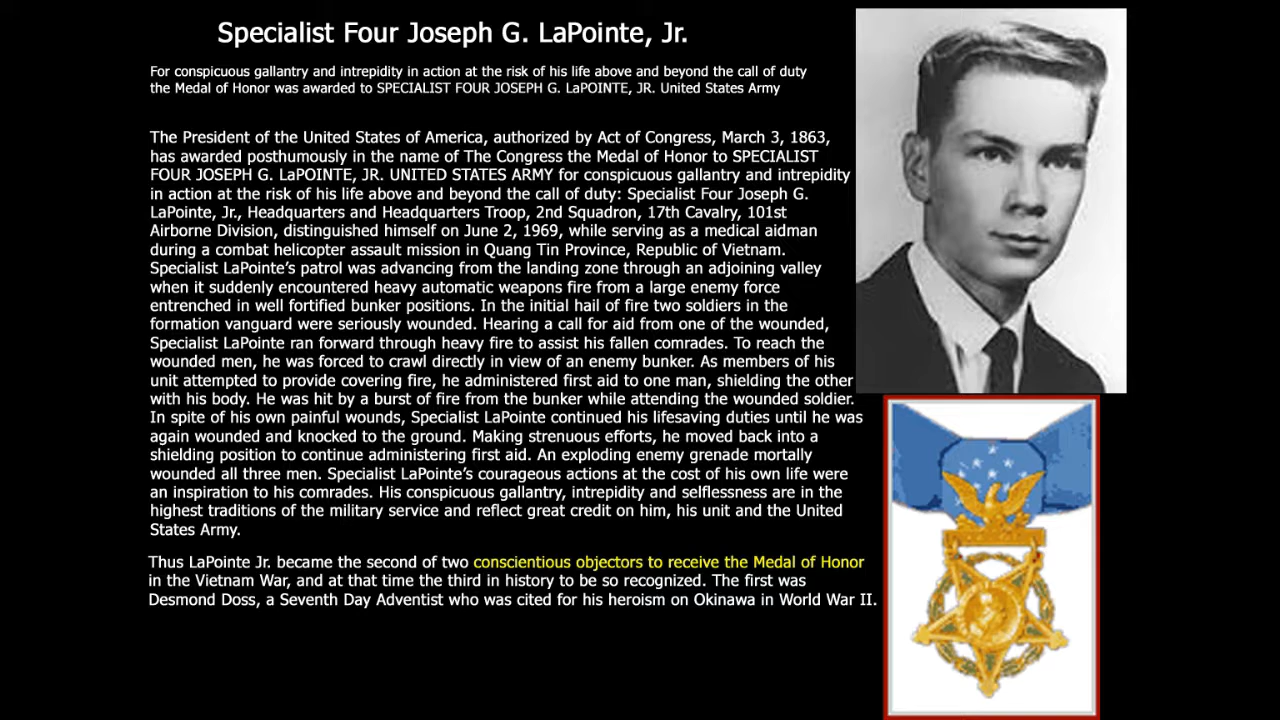 Specialist Four Joseph G. LaPointe, Jr.
For conspicuous gallantry and intrepidity in action at the risk of his life above and beyond the call of duty
the Medal of Honor was awarded to SPECIALIST FOUR JOSEPH G. LaPOINTE, JR. United States Army
The President of the United States of America, authorized by Act of Congress, March 3, 1863,
has awarded posthumously in the name of The Congress the Medal of Honor to SPECIALIST
FOUR JOSEPH G. LaPOINTE, JR. UNITED STATES ARMY for conspicuous gallantry and intrepidity
in action at the risk of his life above and beyond the call of duty: Specialist Four Joseph G.
LaPointe, Jr., Headquarters and Headquarters Troop, 2nd Squadron, 17th Cavalry, 101st
Airborne Division, distinguished himself on June 2, 1969, while serving as a medical aidman
during a combat helicopter assault mission in Quang Tin Province, Republic of Vietnam.
Specialist LaPointe's patrol was advancing from the landing zone through an adjoining valley
when it suddenly encountered heavy automatic weapons fire from a large enemy force
entrenched in well fortified bunker positions. In the initial hail of fire two soldiers in the
formation vanguard were seriously wounded. Hearing a call for aid from one of the wounded,
Specialist LaPointe ran forward through heavy fire to assist his fallen comrades. To reach the
wounded men, he was forced to crawl directly in view of an enemy bunker. As members of his
unit attempted to provide covering fire, he administered first aid to one man, shielding the other
with his body. He was hit by a burst of fire from the bunker while attending the wounded soldier.
In spite of his own painful wounds, Specialist LaPointe continued his lifesaving duties until he was
again wounded and knocked to the ground. Making strenuous efforts, he moved back into a
shielding position to continue administering first aid. An exploding enemy grenade mortally
wounded all three men. Specialist LaPointe's courageous actions at the cost of his own life were
an inspiration to his comrades. His conspicuous gallantry, intrepidity and selflessness are in the
highest traditions of the military service and reflect great credit on him, his unit and the United
States Army.
Thus LaPointe Jr. became the second of two conscientious objectors to receive the Medal of Honor
in the Vietnam War, and at that time the third in history to be so recognized. The first was
Desmond Doss, a Seventh Day Adventist who was cited for his heroism on Okinawa in World War II.